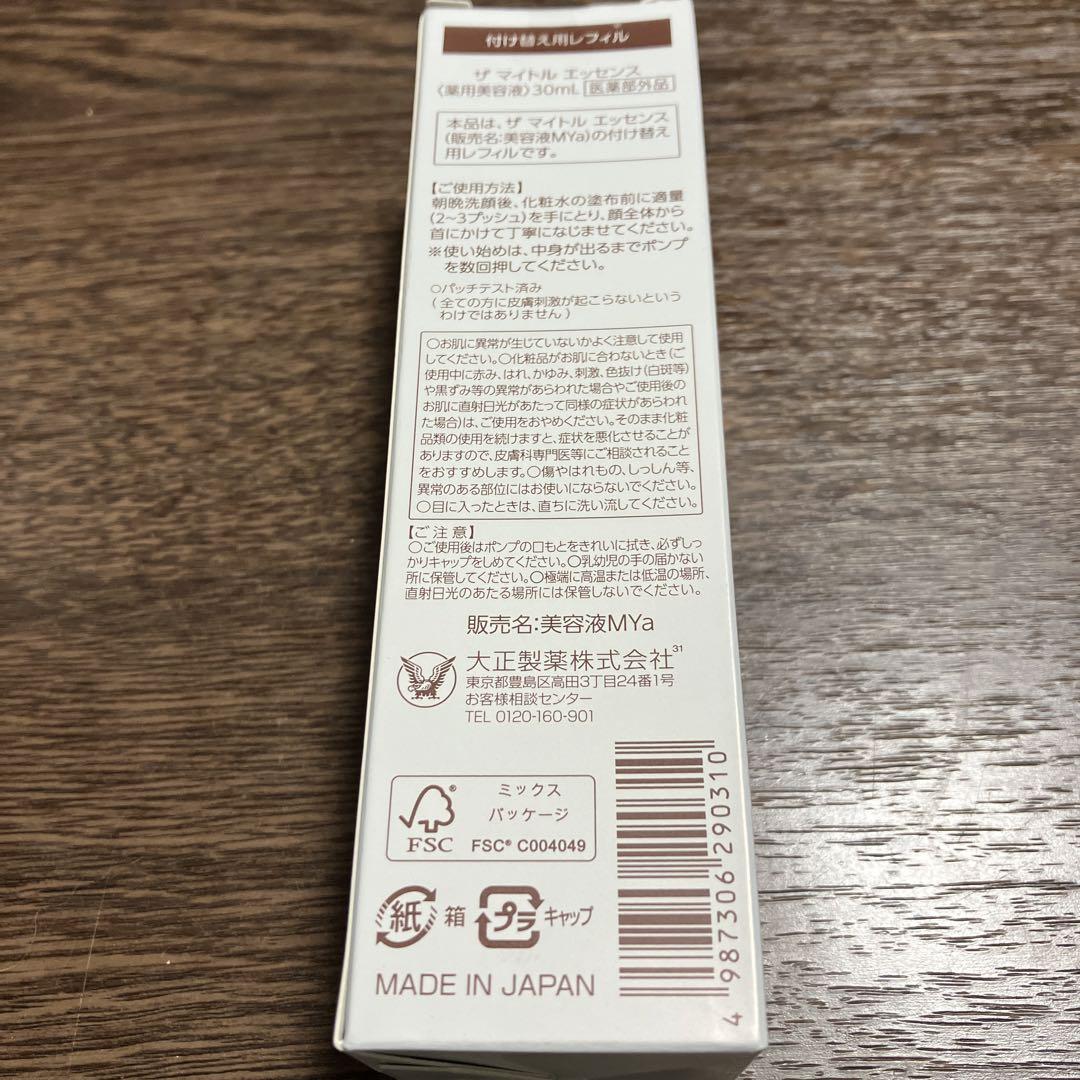 付け替え用レフィル®
ザ マイトル エッセンス
〈薬用美容液〉30mL 医薬部外品
本品は、ザ マイトル エッセンス
(販売名:美容液MYa)の付け替え
用レフィルです。
【ご使用方法】
朝晩洗顔後、化粧水の塗布前に適量
(2~3プッシュ)を手にとり、顔全体から
首にかけて丁寧になじませてください。
※使い始めは、中身が出るまでポンプ
を数回押してください。
○パッチテスト済み
(全ての方に皮膚刺激が起こらないという
わけではありません)
○お肌に異常が生じていないかよく注意して使用
してください。○化粧品がお肌に合わないとき(ご
使用中に赤み、はれ、かゆみ、刺激、色抜け(白斑等)
や黒ずみ等の異常があらわれた場合やご使用後の
お肌に直射日光があたって同様の症状があらわれ
た場合)は、ご使用をおやめください。そのまま化粧
品類の使用を続けますと、症状を悪化させることが
ありますので、皮膚科専門医等にご相談されること
をおすすめします。○傷やはれもの、しっしん等、
異常のある部位にはお使いにならないでください。
○目に入ったときは、直ちに洗い流してください。
【ご注意】
○ご使用後はポンプの口もとをきれいに拭き、必ずしっ
かりキャップをしめてください。○乳幼児の手の届かない
所に保管してください。○極端に高温または低温の場所、
直射日光のあたる場所には保管しないでください。
販売名:美容液MYa
大正製薬株式会社31
東京都豊島区高田3丁目24番1号
お客様相談センター
TEL 0120-160-901
ミックス
パッケージ
FSC® C004049
FSC
紙 箱 プラ キャップ
MADE IN JAPAN
4 987306 290310